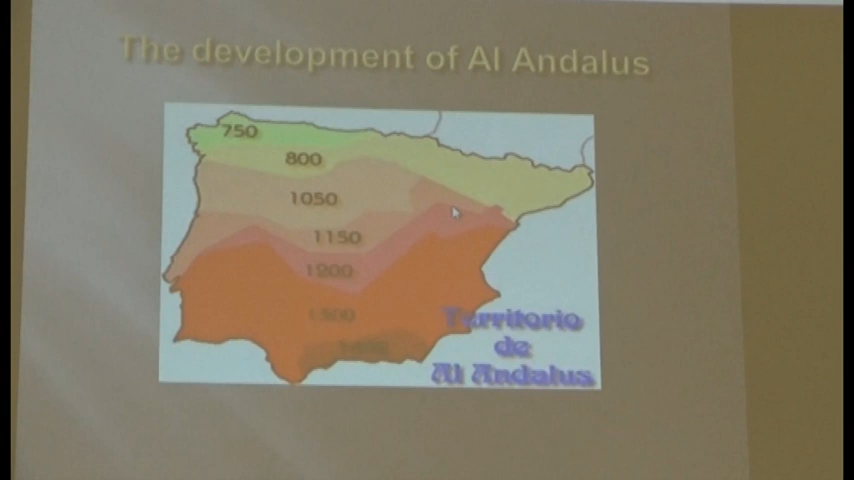 The development of Al Andalus
750
800
1050
1150
1200
1300
Territorio
de
Al Andalus